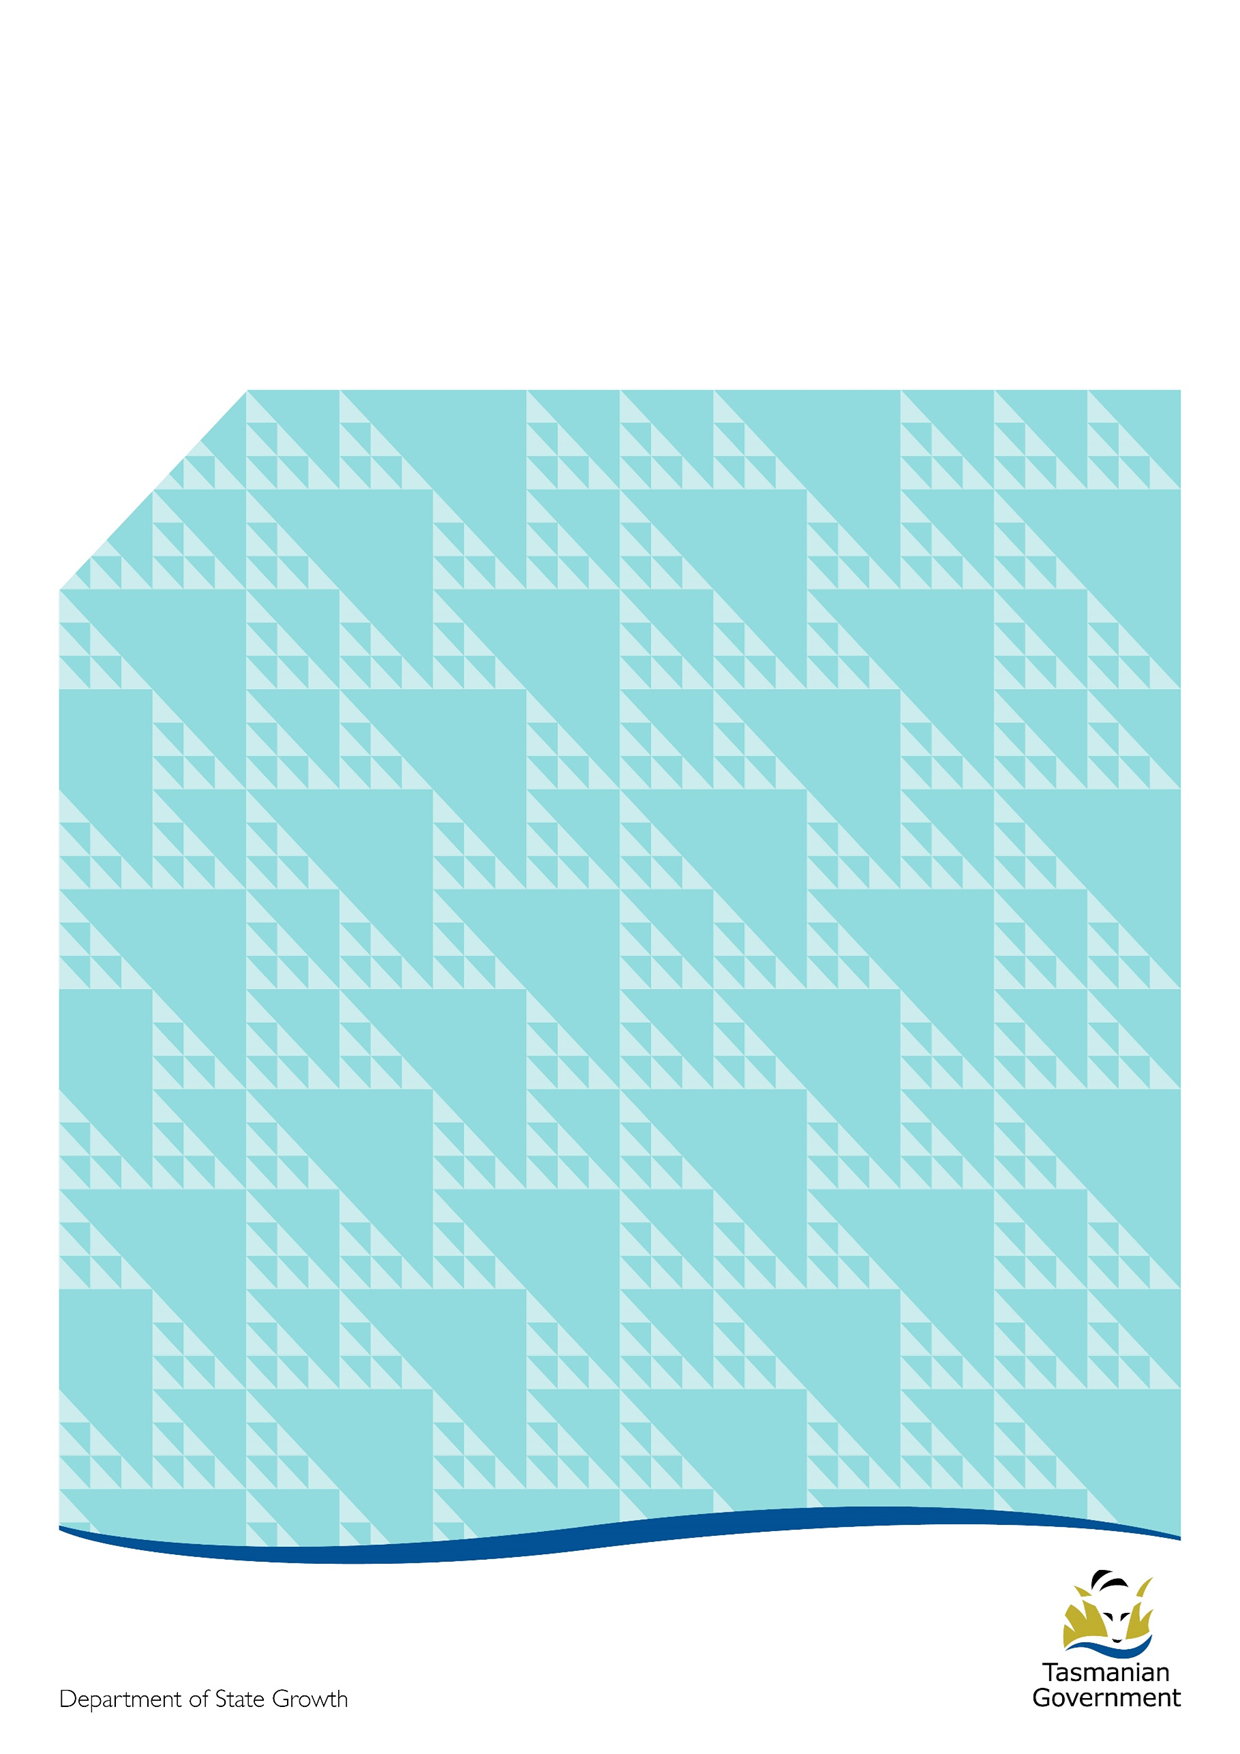 Department of State Growth
Tasmanian
Government